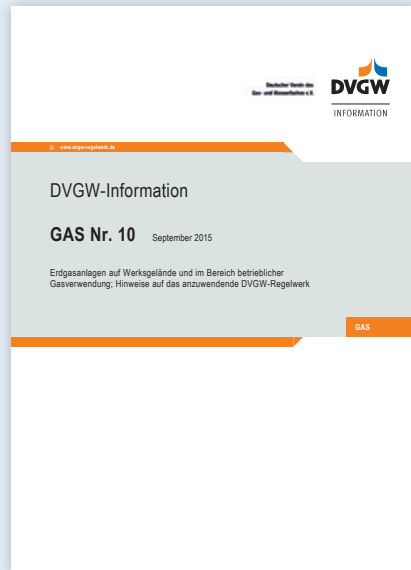 Deutscher Verein des
Gas- und Wasserfaches e.V.
DVGW
INFORMATION
www.dvgw-regelwerk.de
DVGW-Information
GAS Nr. 10 September 2015
Erdgasanlagen auf Werksgelände und im Bereich betrieblicher
Gasverwendung; Hinweise auf das anzuwendende DVGW-Regelwerk
GAS